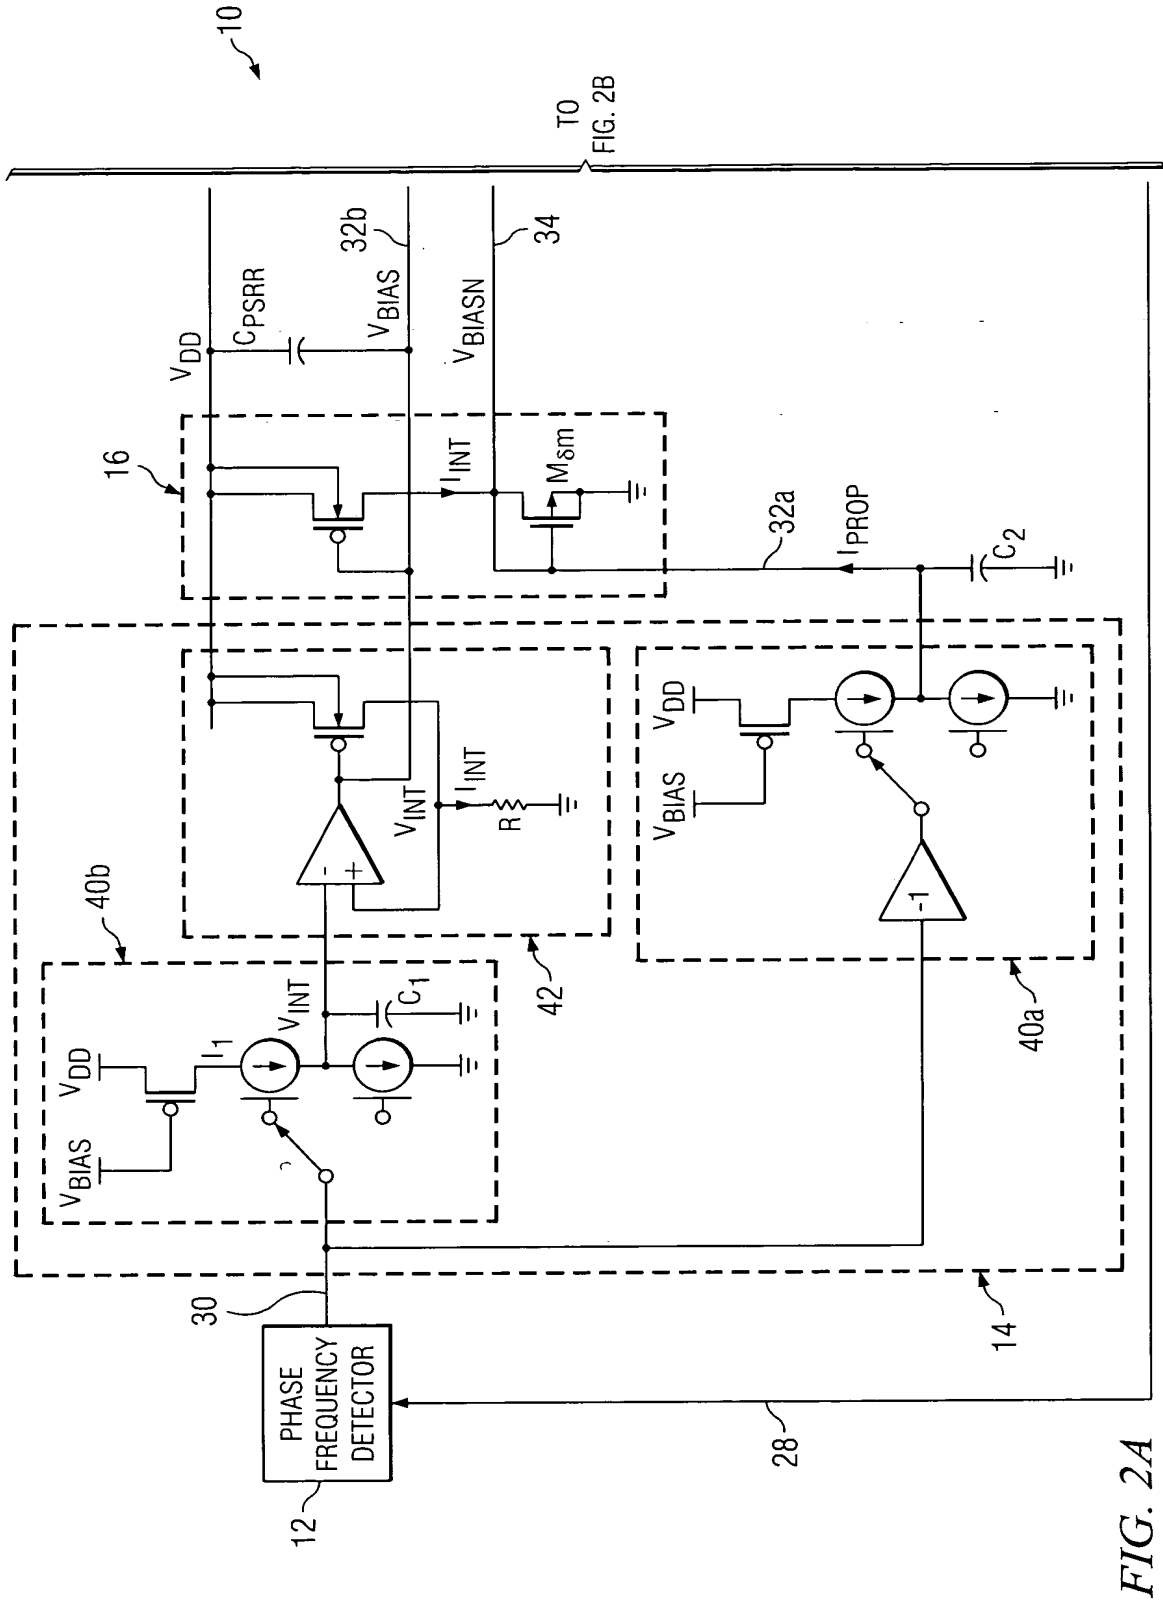 10
TO
FIG. 2B
VDD
CPSRR
VBIAS
32b
VBIASN
34
16
IINT
Mδm
32a
IPROP
C2
40b
VDD
VBIAS
I1
VINT
C1
42
-
+
VINT
IINT
R
VDD
VBIAS
-1
40a
14
30
PHASE
FREQUENCY
DETECTOR
12
28
FIG. 2A